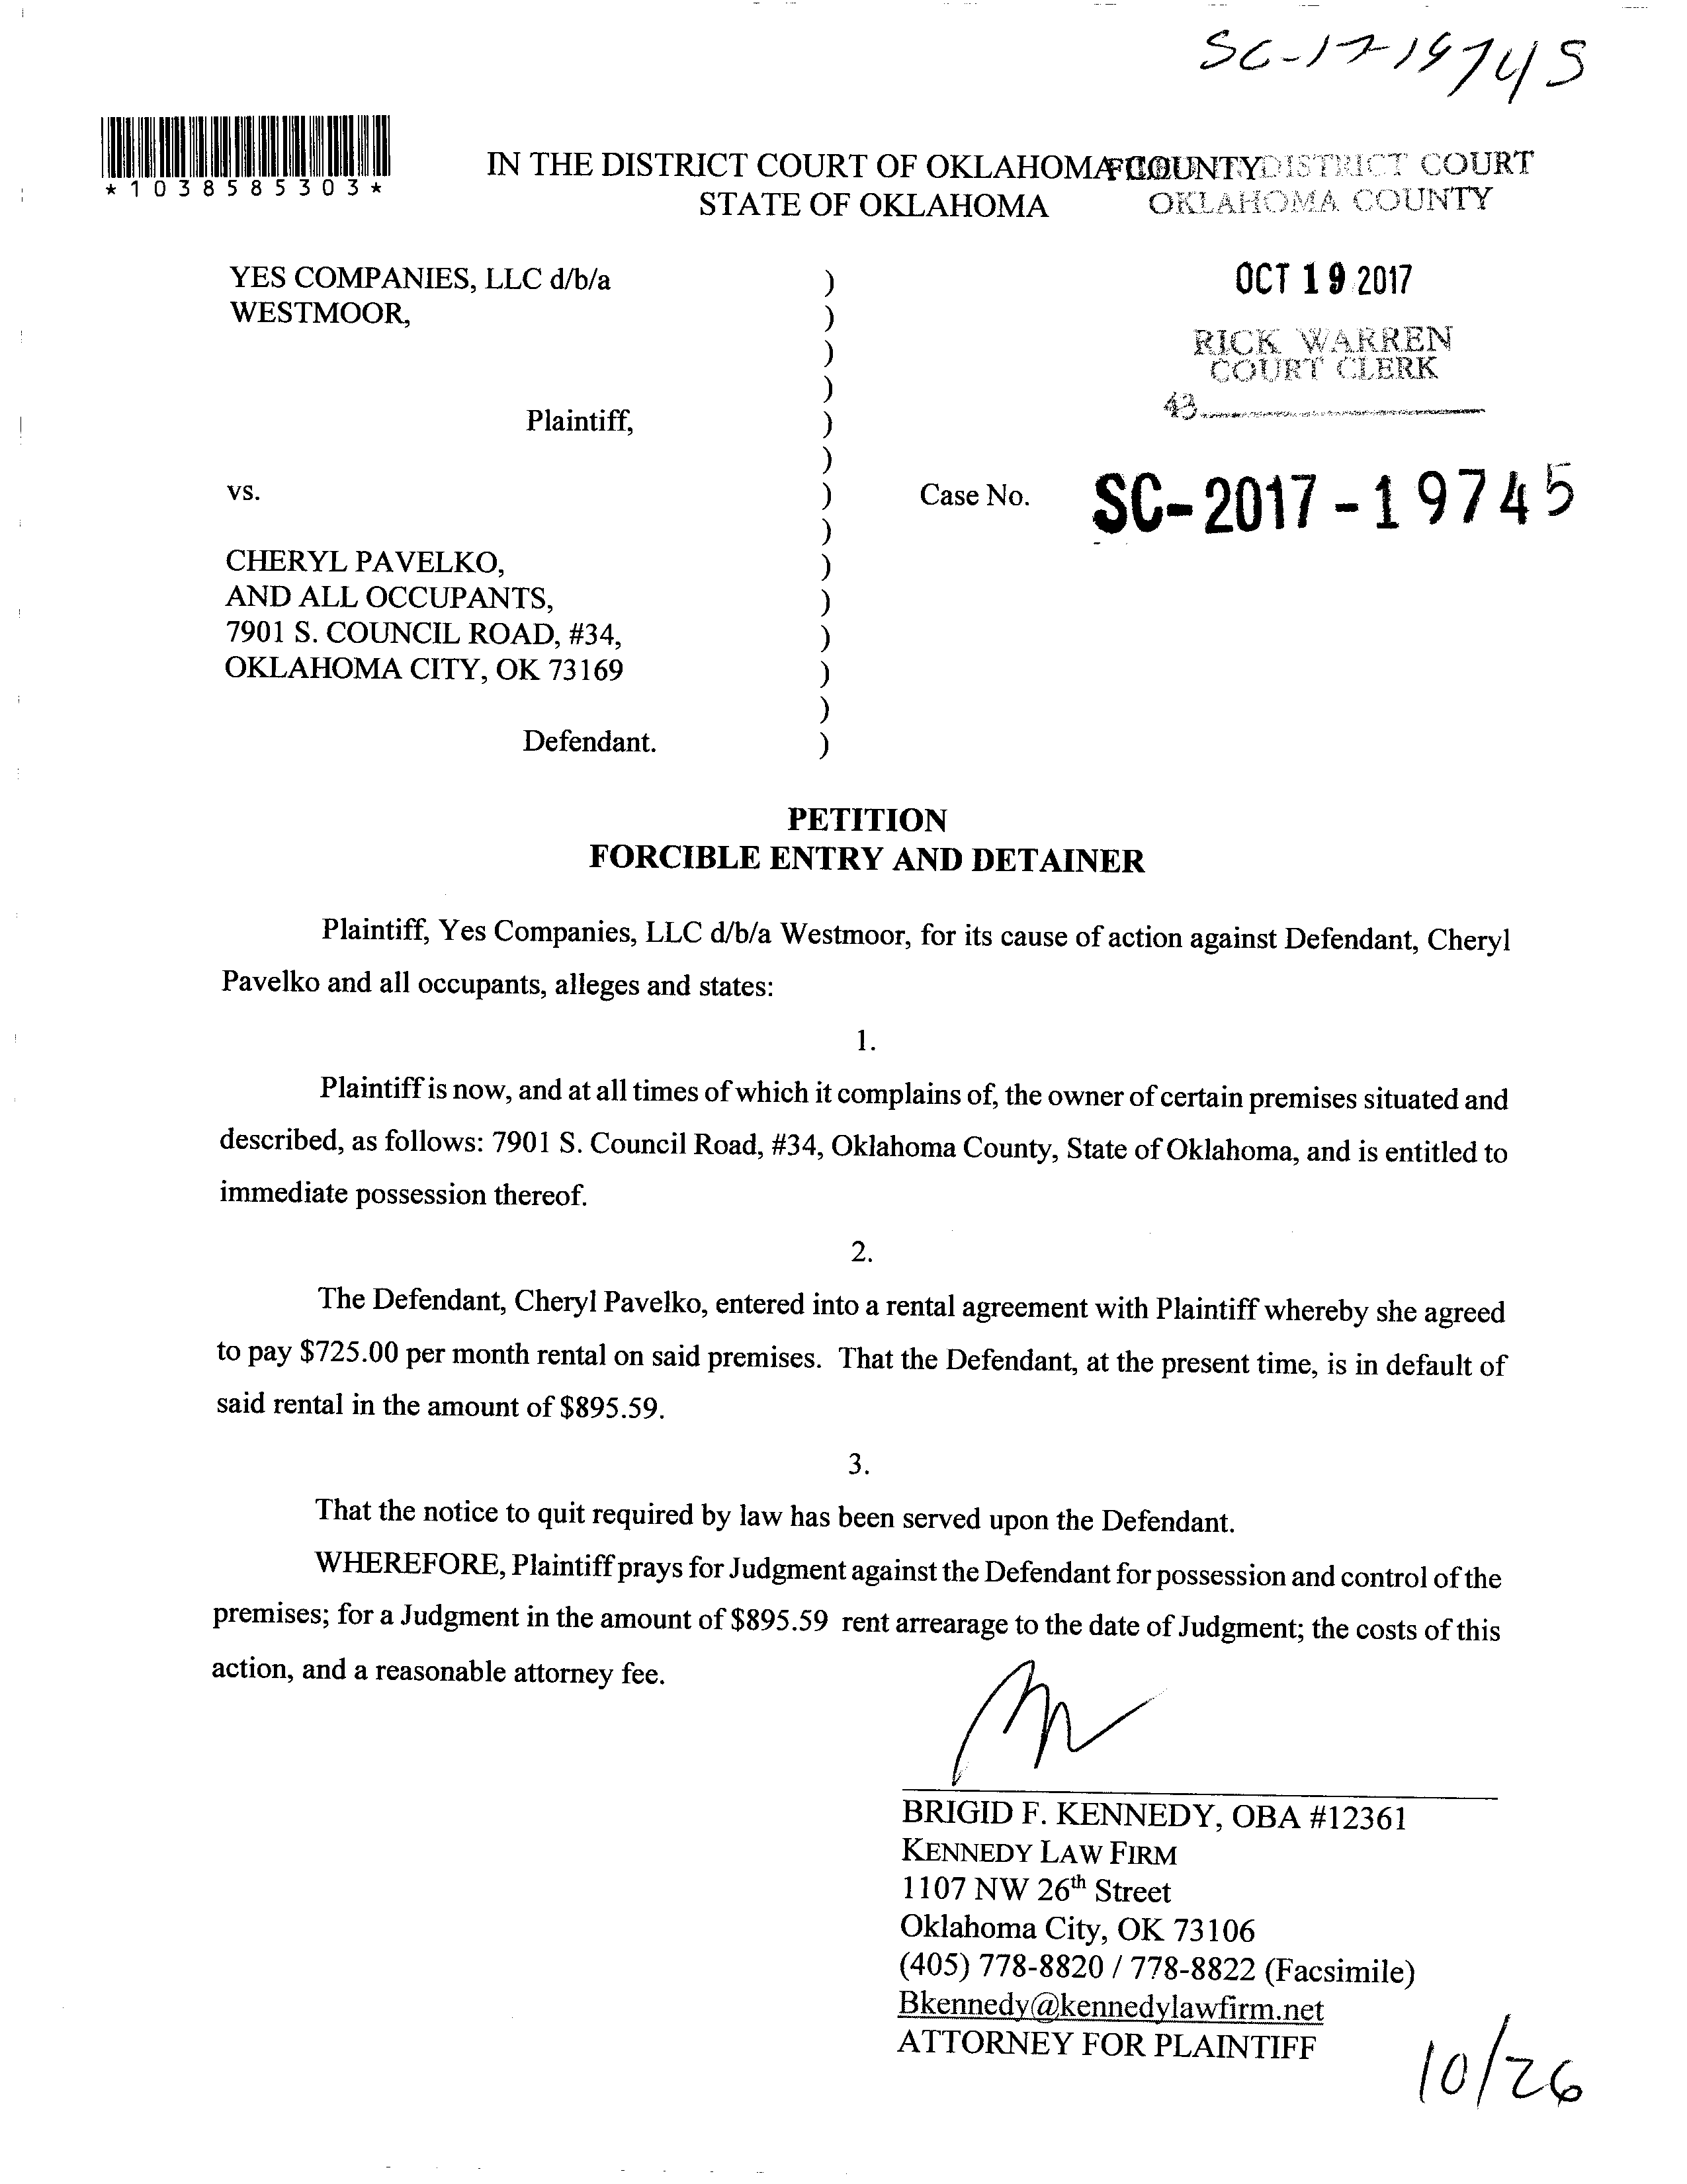 SC-17-19745
*1038585303*
IN THE DISTRICT COURT OF OKLAHOMA COUNTY
STATE OF OKLAHOMA
DISTRICT COURT
OKLAHOMA COUNTY
OCT 19 2017
RICK WARREN
COURT CLERK
43
YES COMPANIES, LLC d/b/a )
WESTMOOR, )
)
)
Plaintiff, )
)
vs. ) Case No. SC-2017-19745
)
CHERYL PAVELKO, )
AND ALL OCCUPANTS, )
7901 S. COUNCIL ROAD, #34, )
OKLAHOMA CITY, OK 73169 )
)
Defendant. )
PETITION
FORCIBLE ENTRY AND DETAINER
Plaintiff, Yes Companies, LLC d/b/a Westmoor, for its cause of action against Defendant, Cheryl
Pavelko and all occupants, alleges and states:
1.
Plaintiff is now, and at all times of which it complains of, the owner of certain premises situated and
described, as follows: 7901 S. Council Road, #34, Oklahoma County, State of Oklahoma, and is entitled to
immediate possession thereof.
2.
The Defendant, Cheryl Pavelko, entered into a rental agreement with Plaintiff whereby she agreed
to pay $725.00 per month rental on said premises. That the Defendant, at the present time, is in default of
said rental in the amount of $895.59.
3.
That the notice to quit required by law has been served upon the Defendant.
WHEREFORE, Plaintiff prays for Judgment against the Defendant for possession and control of the
premises; for a Judgment in the amount of $895.59 rent arrearage to the date of Judgment; the costs of this
action, and a reasonable attorney fee.
BRIGID F. KENNEDY, OBA #12361
KENNEDY LAW FIRM
1107 NW 26th Street
Oklahoma City, OK 73106
(405) 778-8820 / 778-8822 (Facsimile)
Bkennedy@kennedylawfirm.net
ATTORNEY FOR PLAINTIFF
10/26